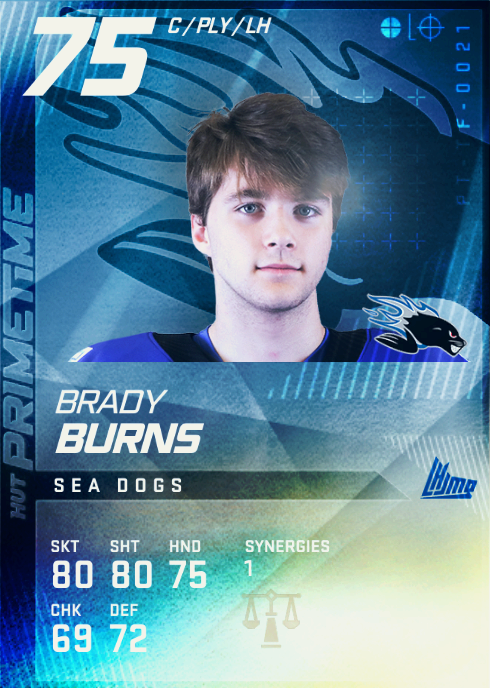 75
C/PLY/LH
PT-TF-0021
HUT PRIMETIME
BRADY
BURNS
SEA DOGS
LHJMQ
SKT SHT HND SYNERGIES
80 80 75 1
CHK DEF
69 72